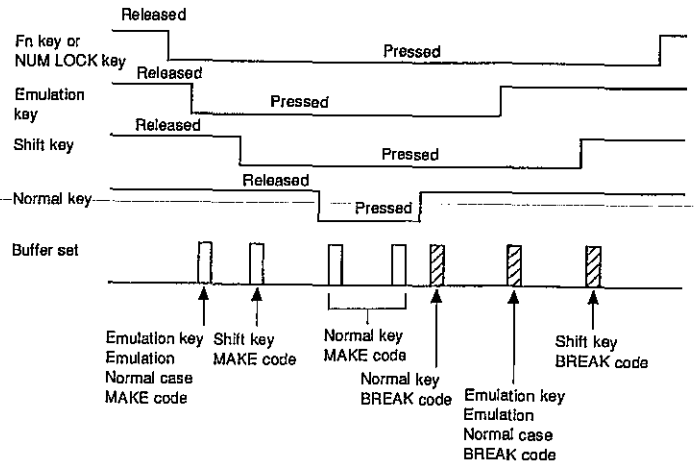 Released
Fn key or
NUM LOCK key
Pressed
Released
Emulation
key
Pressed
Released
Shift key
Pressed
Released
Normal key
Pressed
Buffer set
Emulation key
Emulation
Normal case
MAKE code
Shift key
MAKE code
Normal key
MAKE code
Normal key
BREAK code
Emulation key
Emulation
Normal case
BREAK code
Shift key
BREAK code